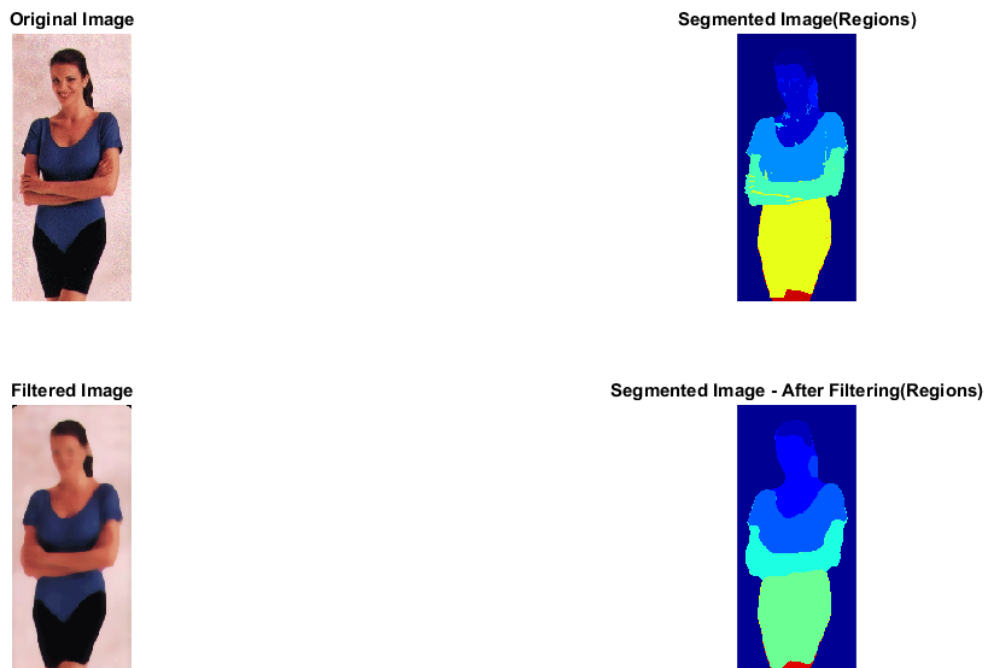 Original Image
Segmented Image(Regions)
Filtered Image
Segmented Image - After Filtering(Regions)